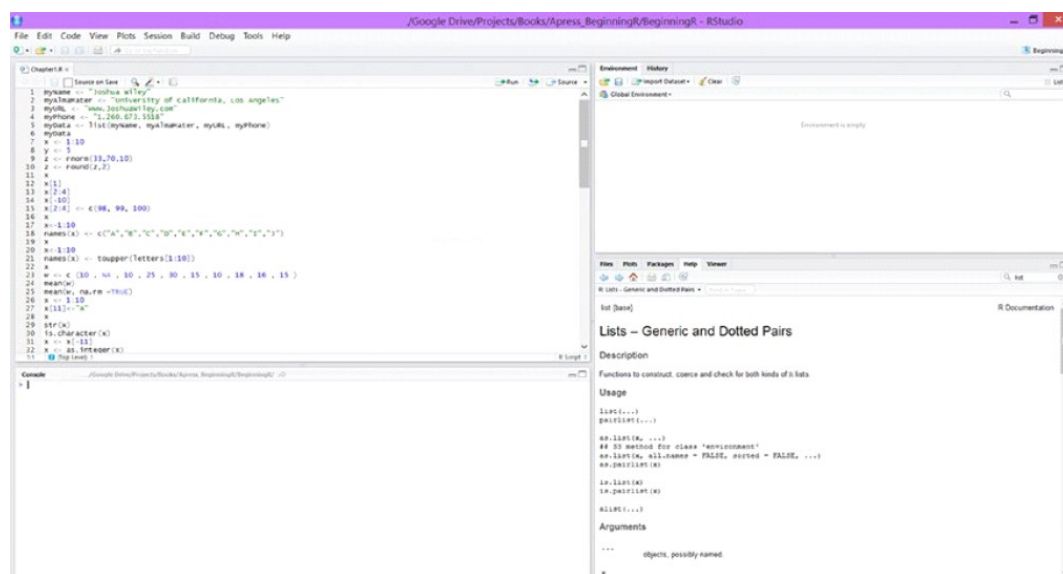 /Google Drive/Projects/Books/Apress_BeginningR/BeginningR - RStudio
File Edit Code View Plots Session Build Debug Tools Help
Beginning
Chapter1.R ×
Source on Save
Run
Source
1 myName <- "Joshua Wiley"
2 myAlmaMater <- "University of California, Los Angeles"
3 myURL <- "www.JoshuaWiley.com"
4 myPhone <- "1.260.673.5518"
5 myData <- list(myName, myAlmaMater, myURL, myPhone)
6 myData
7 x <- 1:10
8 y <- 5
9 z <- rnorm(33,70,10)
10 z <- round(z,2)
11 x
12 x[1]
13 x[2:4]
14 x[-10]
15 x[2:4] <- c(98, 99, 100)
16 x
17 x<-1:10
18 names(x) <- c("A","B","C","D","E","F","G","H","I","J")
19 x
20 x<-1:10
21 names(x) <- toupper(letters[1:10])
22 x
23 w <- c (10 , NA , 10 , 25 , 30 , 15 , 10 , 18 , 16 , 15 )
24 mean(w)
25 mean(w, na.rm =TRUE)
26 x <- 1:10
27 x[11]<-"A"
28 x
29 str(x)
30 is.character(x)
31 x <- x[-11]
32 x <- as.integer(x)
1:1 (Top Level)
R Script
Console /Google Drive/Projects/Books/Apress_BeginningR/BeginningR/
>
Environment History
Import Dataset Clear
Global Environment
Environment is empty
Files Plots Packages Help Viewer
list
R: Lists - Generic and Dotted Pairs
list {base}
R Documentation
Lists – Generic and Dotted Pairs
Description
Functions to construct, coerce and check for both kinds of R lists.
Usage
list(...)
pairlist(...)
as.list(x, ...)
## S3 method for class 'environment'
as.list(x, all.names = FALSE, sorted = FALSE, ...)
as.pairlist(x)
is.list(x)
is.pairlist(x)
alist(...)
Arguments
... objects, possibly named.